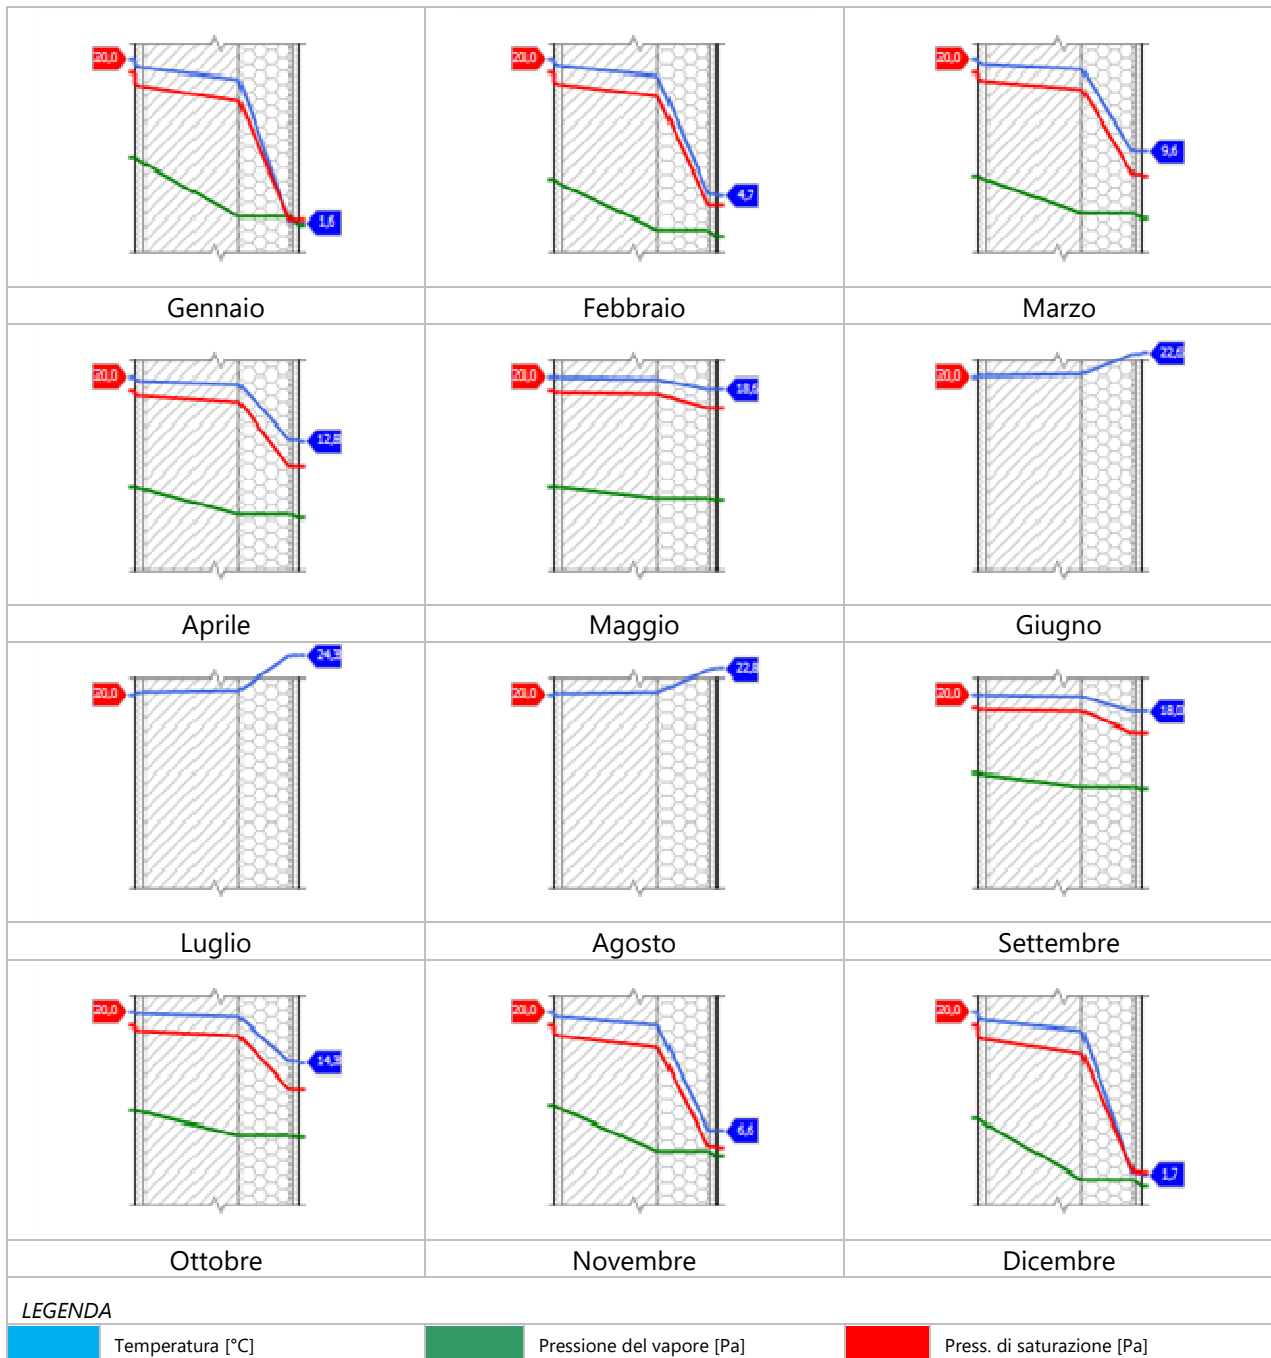 20,0 1,6 20,0 4,7 20,0 9,6
Gennaio Febbraio Marzo
20,0 12,8 20,0 18,6 20,0 22,6
Aprile Maggio Giugno
20,0 24,3 20,0 22,8 20,0 18,0
Luglio Agosto Settembre
20,0 14,3 20,0 6,6 20,0 1,7
Ottobre Novembre Dicembre
LEGENDA
Temperatura [°C] Pressione del vapore [Pa] Press. di saturazione [Pa]